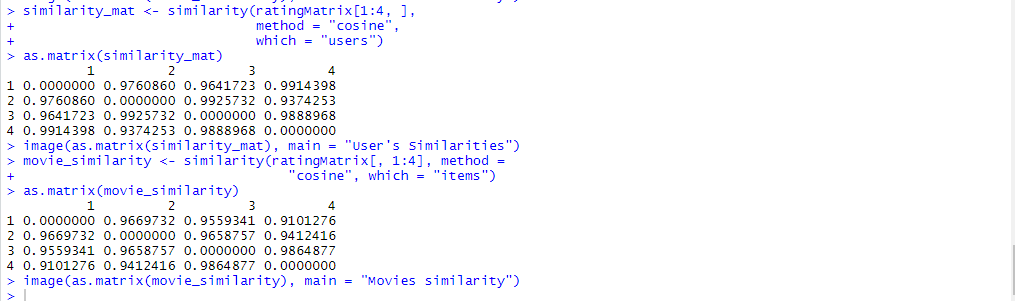 > similarity_mat <- similarity(ratingMatrix[1:4, ],
+                               method = "cosine",
+                               which = "users")
> as.matrix(similarity_mat)
          1         2         3         4
1 0.0000000 0.9760860 0.9641723 0.9914398
2 0.9760860 0.0000000 0.9925732 0.9374253
3 0.9641723 0.9925732 0.0000000 0.9888968
4 0.9914398 0.9374253 0.9888968 0.0000000
> image(as.matrix(similarity_mat), main = "User's Similarities")
> movie_similarity <- similarity(ratingMatrix[, 1:4], method =
+                                   "cosine", which = "items")
> as.matrix(movie_similarity)
          1         2         3         4
1 0.0000000 0.9669732 0.9559341 0.9101276
2 0.9669732 0.0000000 0.9658757 0.9412416
3 0.9559341 0.9658757 0.0000000 0.9864877
4 0.9101276 0.9412416 0.9864877 0.0000000
> image(as.matrix(movie_similarity), main = "Movies similarity")
>